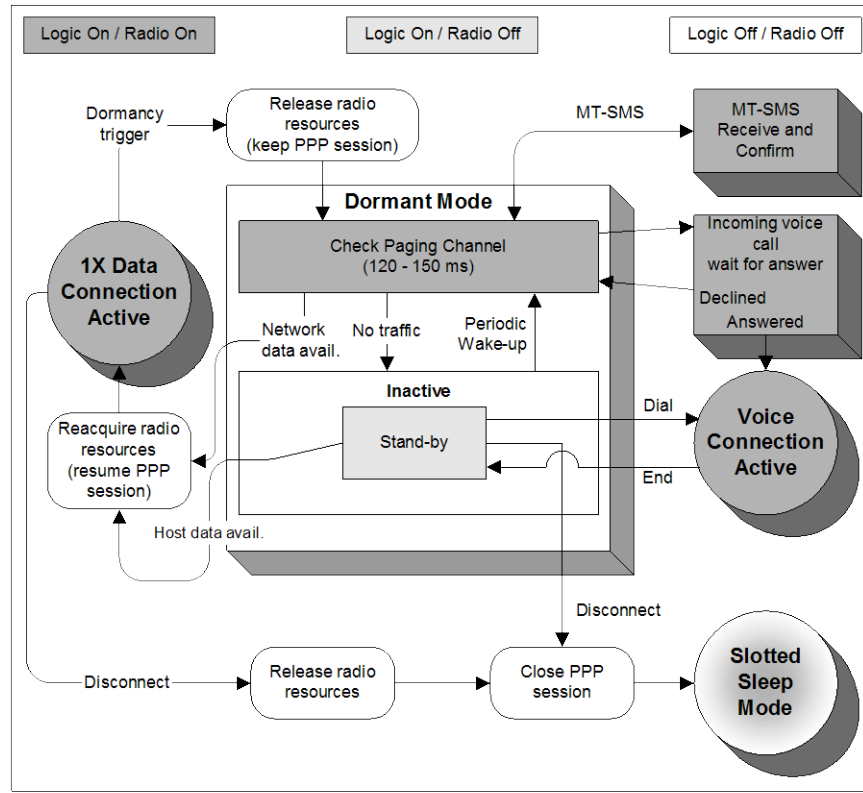 Logic On / Radio On
Logic On / Radio Off
Logic Off / Radio Off
Dormancy
trigger
Release radio
resources
(keep PPP session)
MT-SMS
MT-SMS
Receive and
Confirm
Dormant Mode
Check Paging Channel
(120 - 150 ms)
Incoming voice
call
wait for answer
Declined
Answered
1X Data
Connection
Active
Network
data avail.
No traffic
Periodic
Wake-up
Inactive
Stand-by
Dial
End
Voice
Connection
Active
Reacquire radio
resources
(resume PPP
session)
Host data avail.
Disconnect
Disconnect
Release radio
resources
Close PPP
session
Slotted
Sleep
Mode